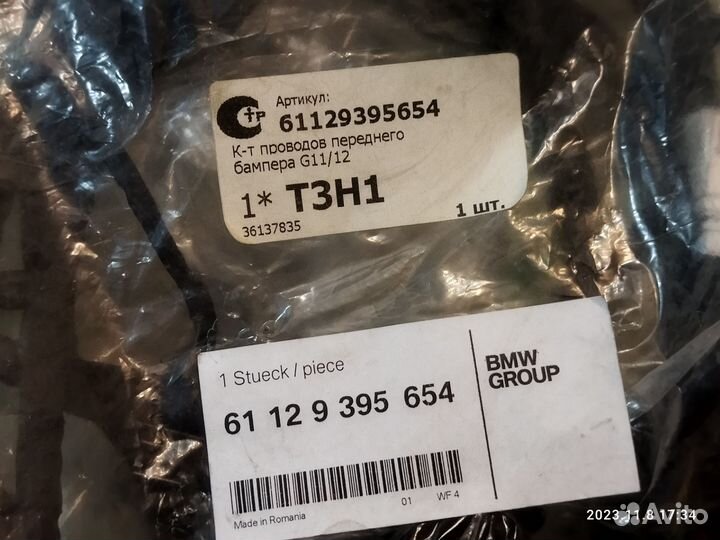 Артикул:
61129395654
К-т проводов переднего
бампера G11/12
1* T3H1
1 шт.
36137835
1 Stueck / piece
BMW
GROUP
61 12 9 395 654
01 WF 4
Made in Romania
2023.11.8 17:34
Avito